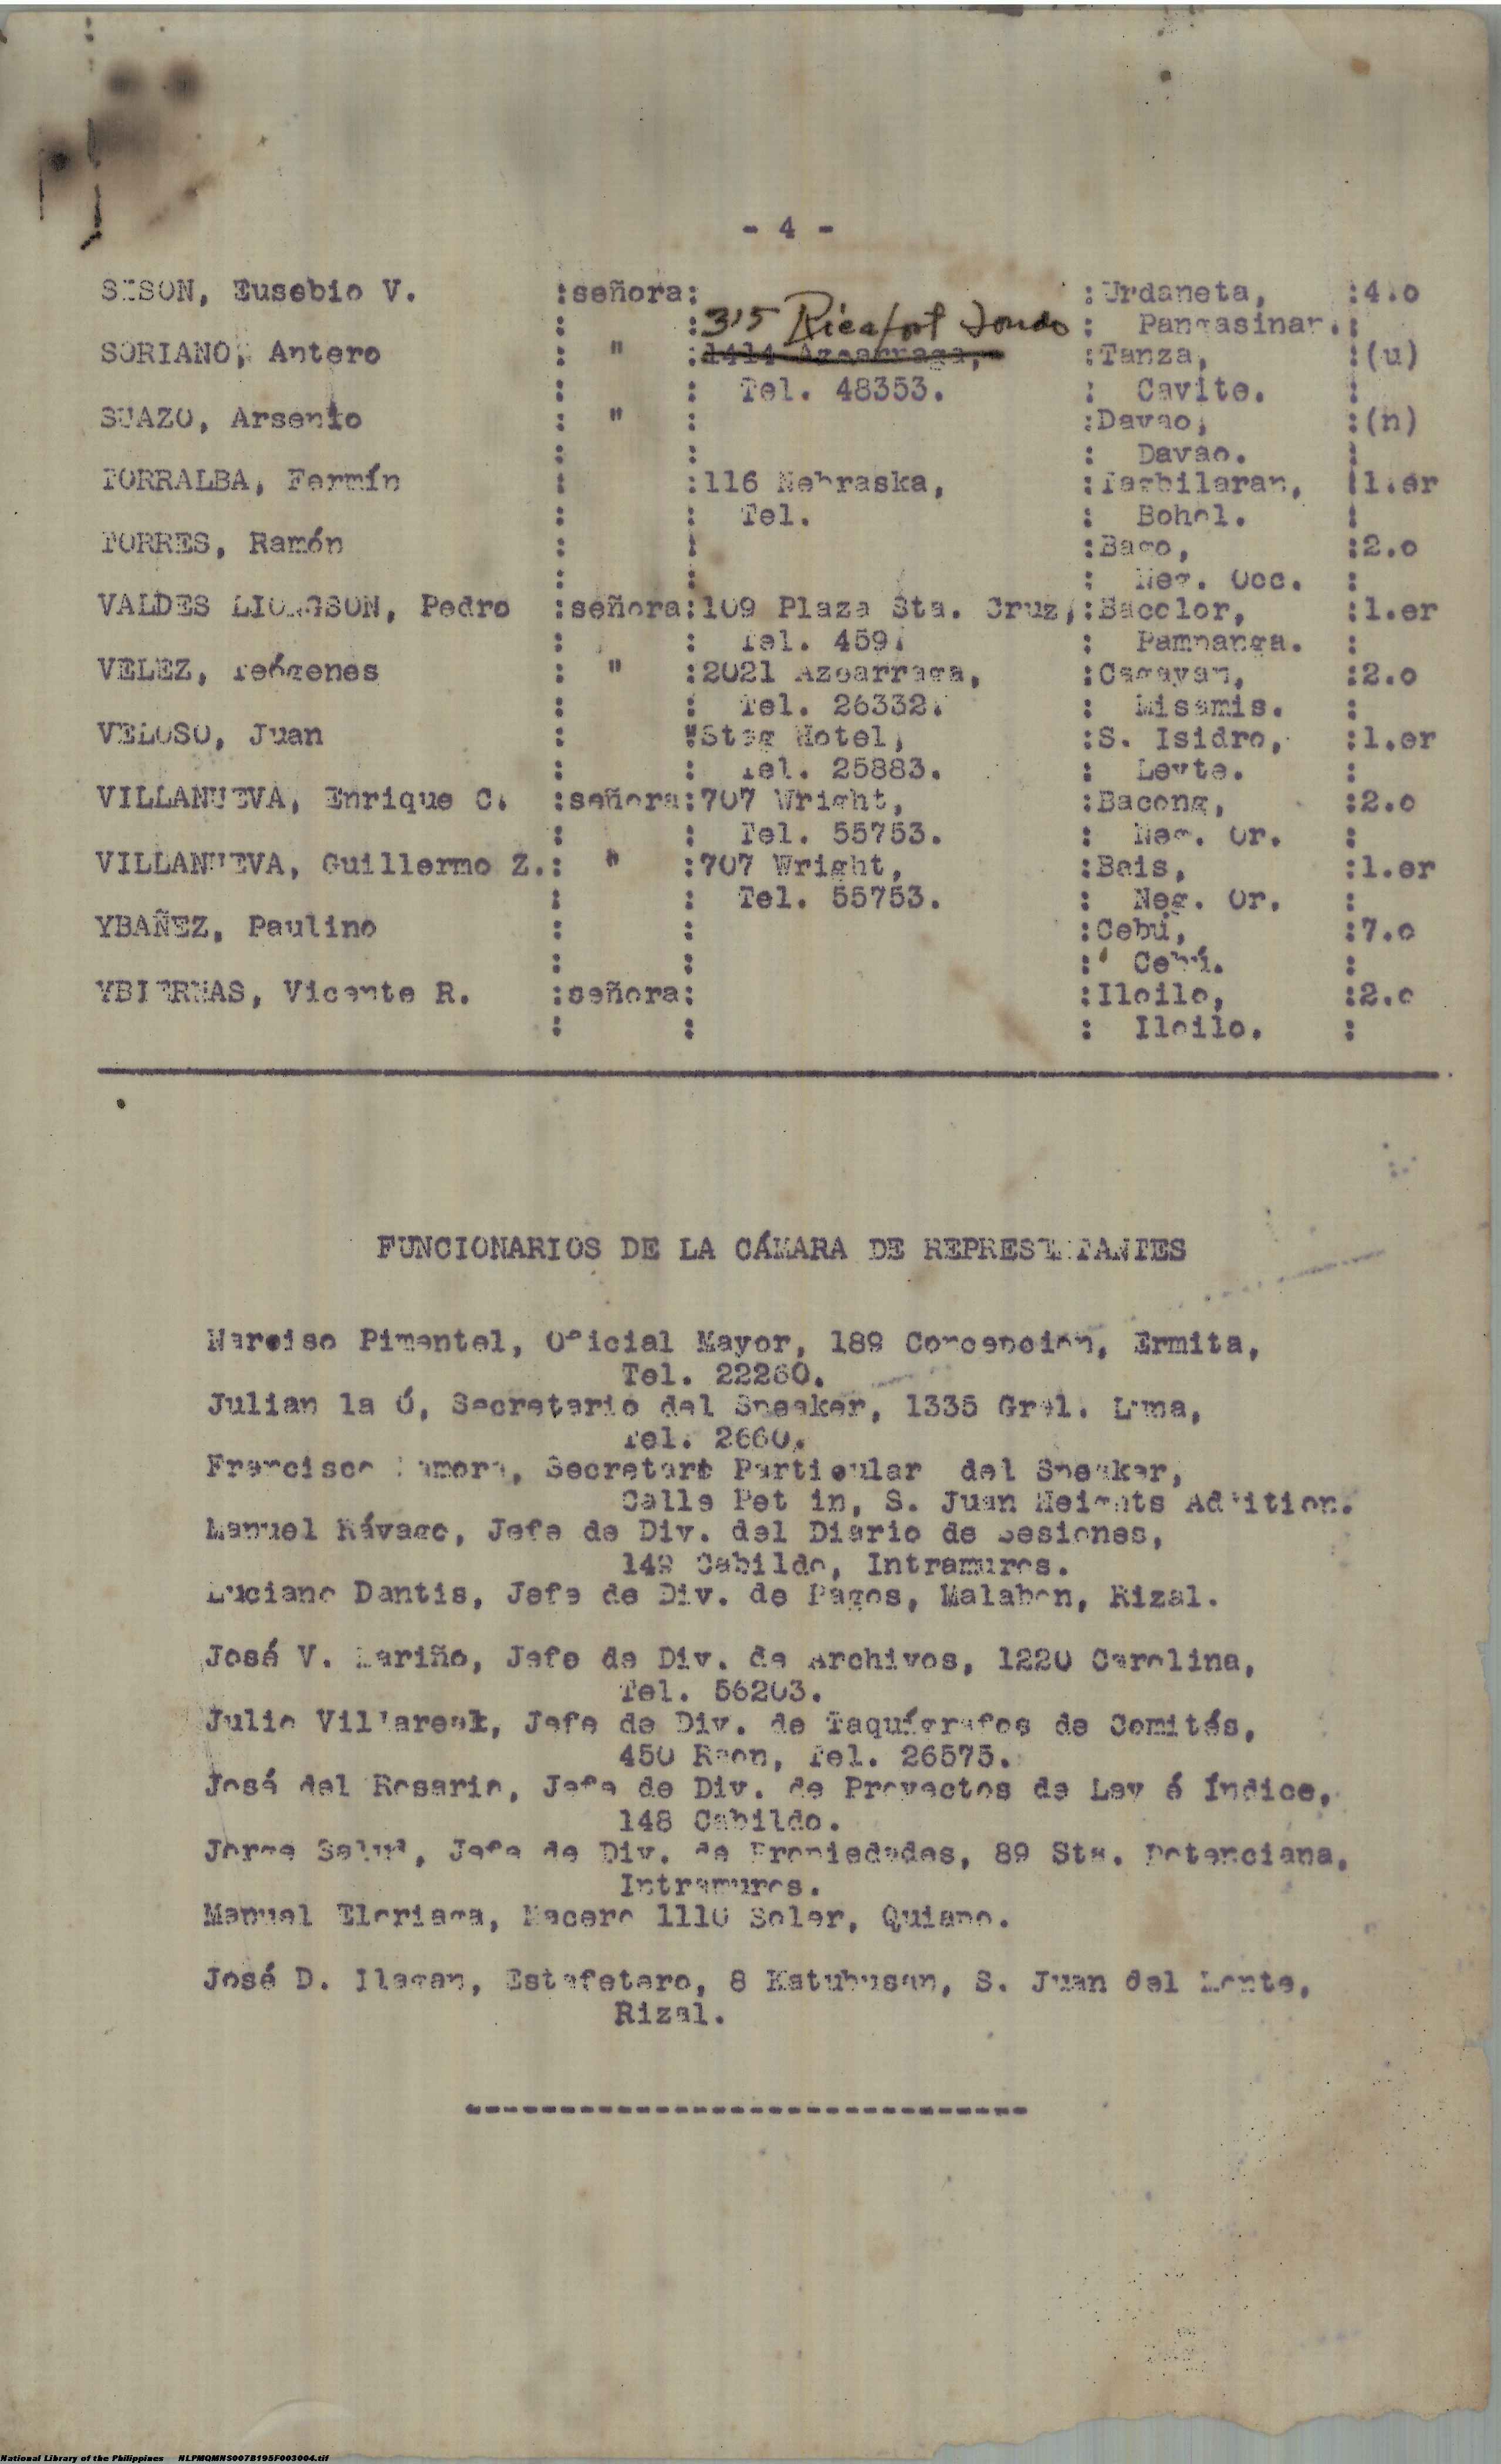 - 4 -
SISON, Eusebio V. :señora: :Urdaneta, :4.o
: :315 Ricafort Tondo : Pangasinan.:
SORIANO, Antero : " :1414 Azcarraga, :Tanza, :(u)
: : Tel. 48353. : Cavite. :
SUAZO, Arsenio : " : :Davao, :(n)
: : : Davao. :
TORRALBA, Fermín : :116 Nebraska, :Tagbilaran, :1.er
: : Tel. : Bohol. :
TORRES, Ramón : : :Bago, :2.o
: : : Neg. Occ. :
VALDES LIONGSON, Pedro :señora:109 Plaza Sta. Cruz,:Bacolor, :1.er
: : Tel. 459. : Pampanga. :
VELEZ, Teógenes : " :2021 Azcarraga, :Cagayan, :2.o
: : Tel. 26332. : Misamis. :
VELOSO, Juan : "Stag Hotel, :S. Isidro, :1.er
: : Tel. 25883. : Leyte. :
VILLANUEVA, Enrique C. :señora:707 Wright, :Bacong, :2.o
: : Tel. 55753. : Neg. Or. :
VILLANUEVA, Guillermo Z.: " :707 Wright, :Bais, :1.er
: : Tel. 55753. : Neg. Or. :
YBAÑEZ, Paulino : : :Cebú, :7.o
: : : Cebú. :
YBIERNAS, Vicente R. :señora: :Iloilo, :2.o
: : : Iloilo. :
FUNCIONARIOS DE LA CÁMARA DE REPRESENTANTES
Narciso Pimentel, Oficial Mayor, 189 Concepción, Ermita,
Tel. 22260.
Julian la Ó, Secretario del Speaker, 1335 Gral. Luna,
Tel. 2660.
Francisco Zamora, Secretart Particular del Speaker,
Calle Pet in, S. Juan Heights Addition.
Manuel Rávago, Jefe de Div. del Diario de Sesiones,
149 Cabildo, Intramuros.
Luciano Dantis, Jefe de Div. de Pagos, Malabon, Rizal.
José V. Mariño, Jefe de Div. de Archivos, 1220 Carolina,
Tel. 56203.
Julio Villareal, Jefe de Div. de Taquígrafos de Comités,
450 Raon, Tel. 26575.
José del Rosario, Jefe de Div. de Proyectos de Ley é Índice,
148 Cabildo.
Jorge Salud, Jefe de Div. de Propiedades, 89 Sta. Potenciana,
Intramuros.
Manuel Eloriaga, Macero 1110 Soler, Quiapo.
José D. Ilagan, Estafetero, 8 Katubusan, S. Juan del Monte,
Rizal.
National Library of the Philippines NLPMQMNS007B195F003004.tif